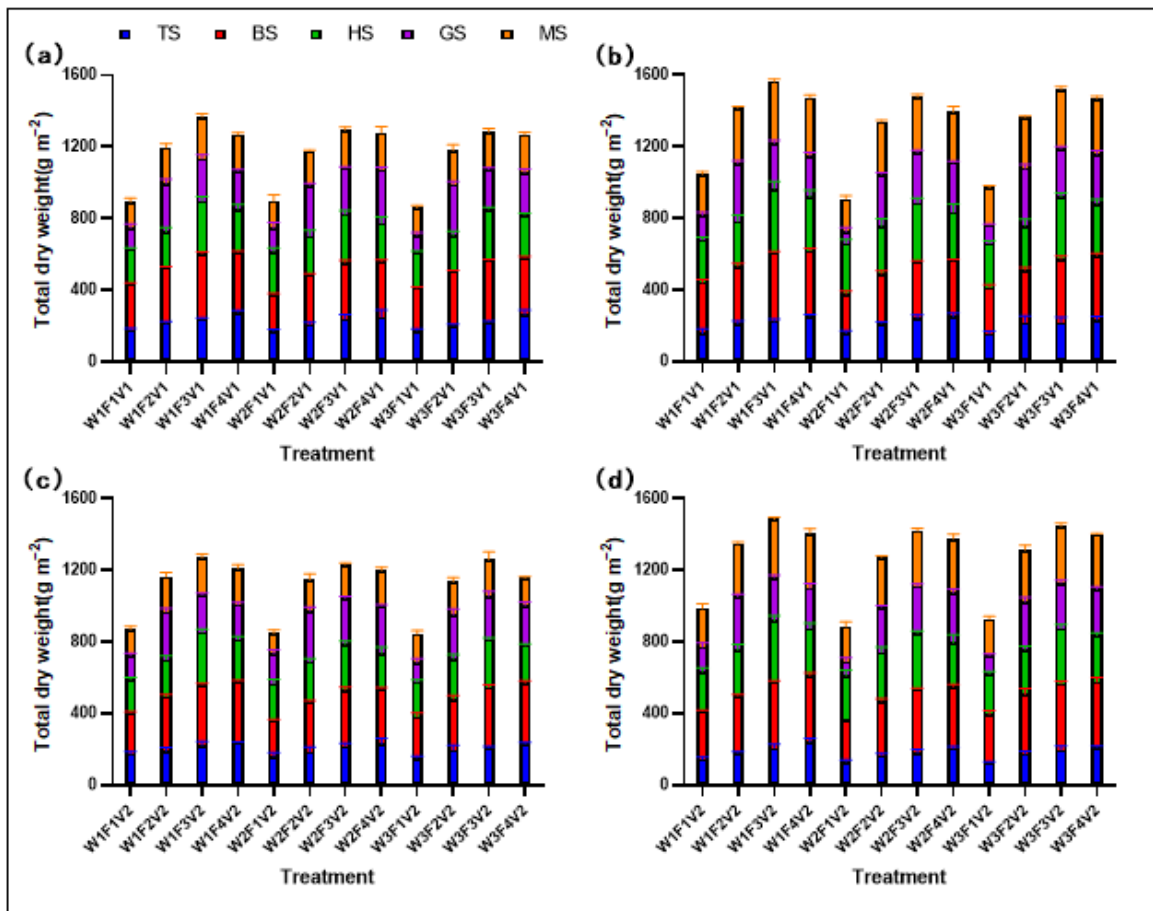 TS BS HS GS MS
(a)
1600
1200
800
400
0
Total dry weight(g m⁻²)
W1F1V1 W1F2V1 W1F3V1 W1F4V1 W2F1V1 W2F2V1 W2F3V1 W2F4V1 W3F1V1 W3F2V1 W3F3V1 W3F4V1
Treatment
(b)
1600
1200
800
400
0
Total dry weight(g m⁻²)
W1F1V1 W1F2V1 W1F3V1 W1F4V1 W2F1V1 W2F2V1 W2F3V1 W2F4V1 W3F1V1 W3F2V1 W3F3V1 W3F4V1
Treatment
(c)
1600
1200
800
400
0
Total dry weight(g m⁻²)
W1F1V2 W1F2V2 W1F3V2 W1F4V2 W2F1V2 W2F2V2 W2F3V2 W2F4V2 W3F1V2 W3F2V2 W3F3V2 W3F4V2
Treatment
(d)
1600
1200
800
400
0
Total dry weight(g m⁻²)
W1F1V2 W1F2V2 W1F3V2 W1F4V2 W2F1V2 W2F2V2 W2F3V2 W2F4V2 W3F1V2 W3F2V2 W3F3V2 W3F4V2
Treatment